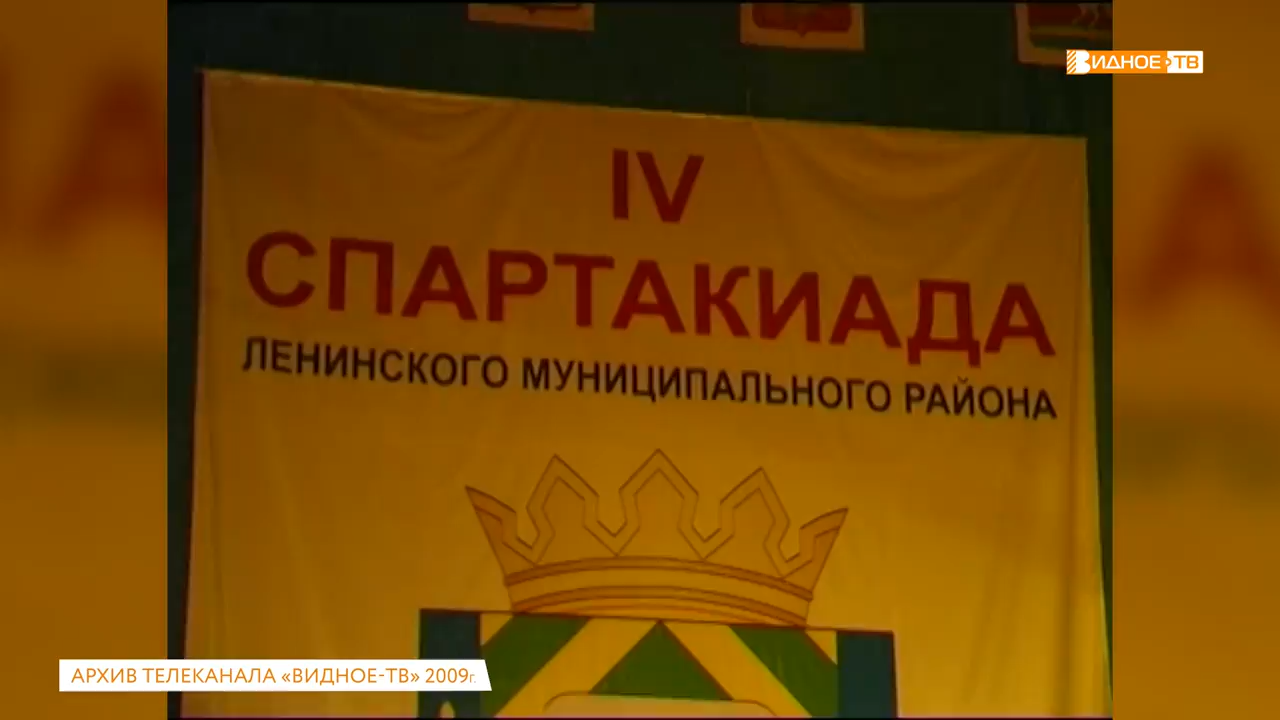 ВИДНОЕ·ТВ
IV
СПАРТАКИАДА
ЛЕНИНСКОГО МУНИЦИПАЛЬНОГО РАЙОНА
АРХИВ ТЕЛЕКАНАЛА «ВИДНОЕ-ТВ» 2009г.